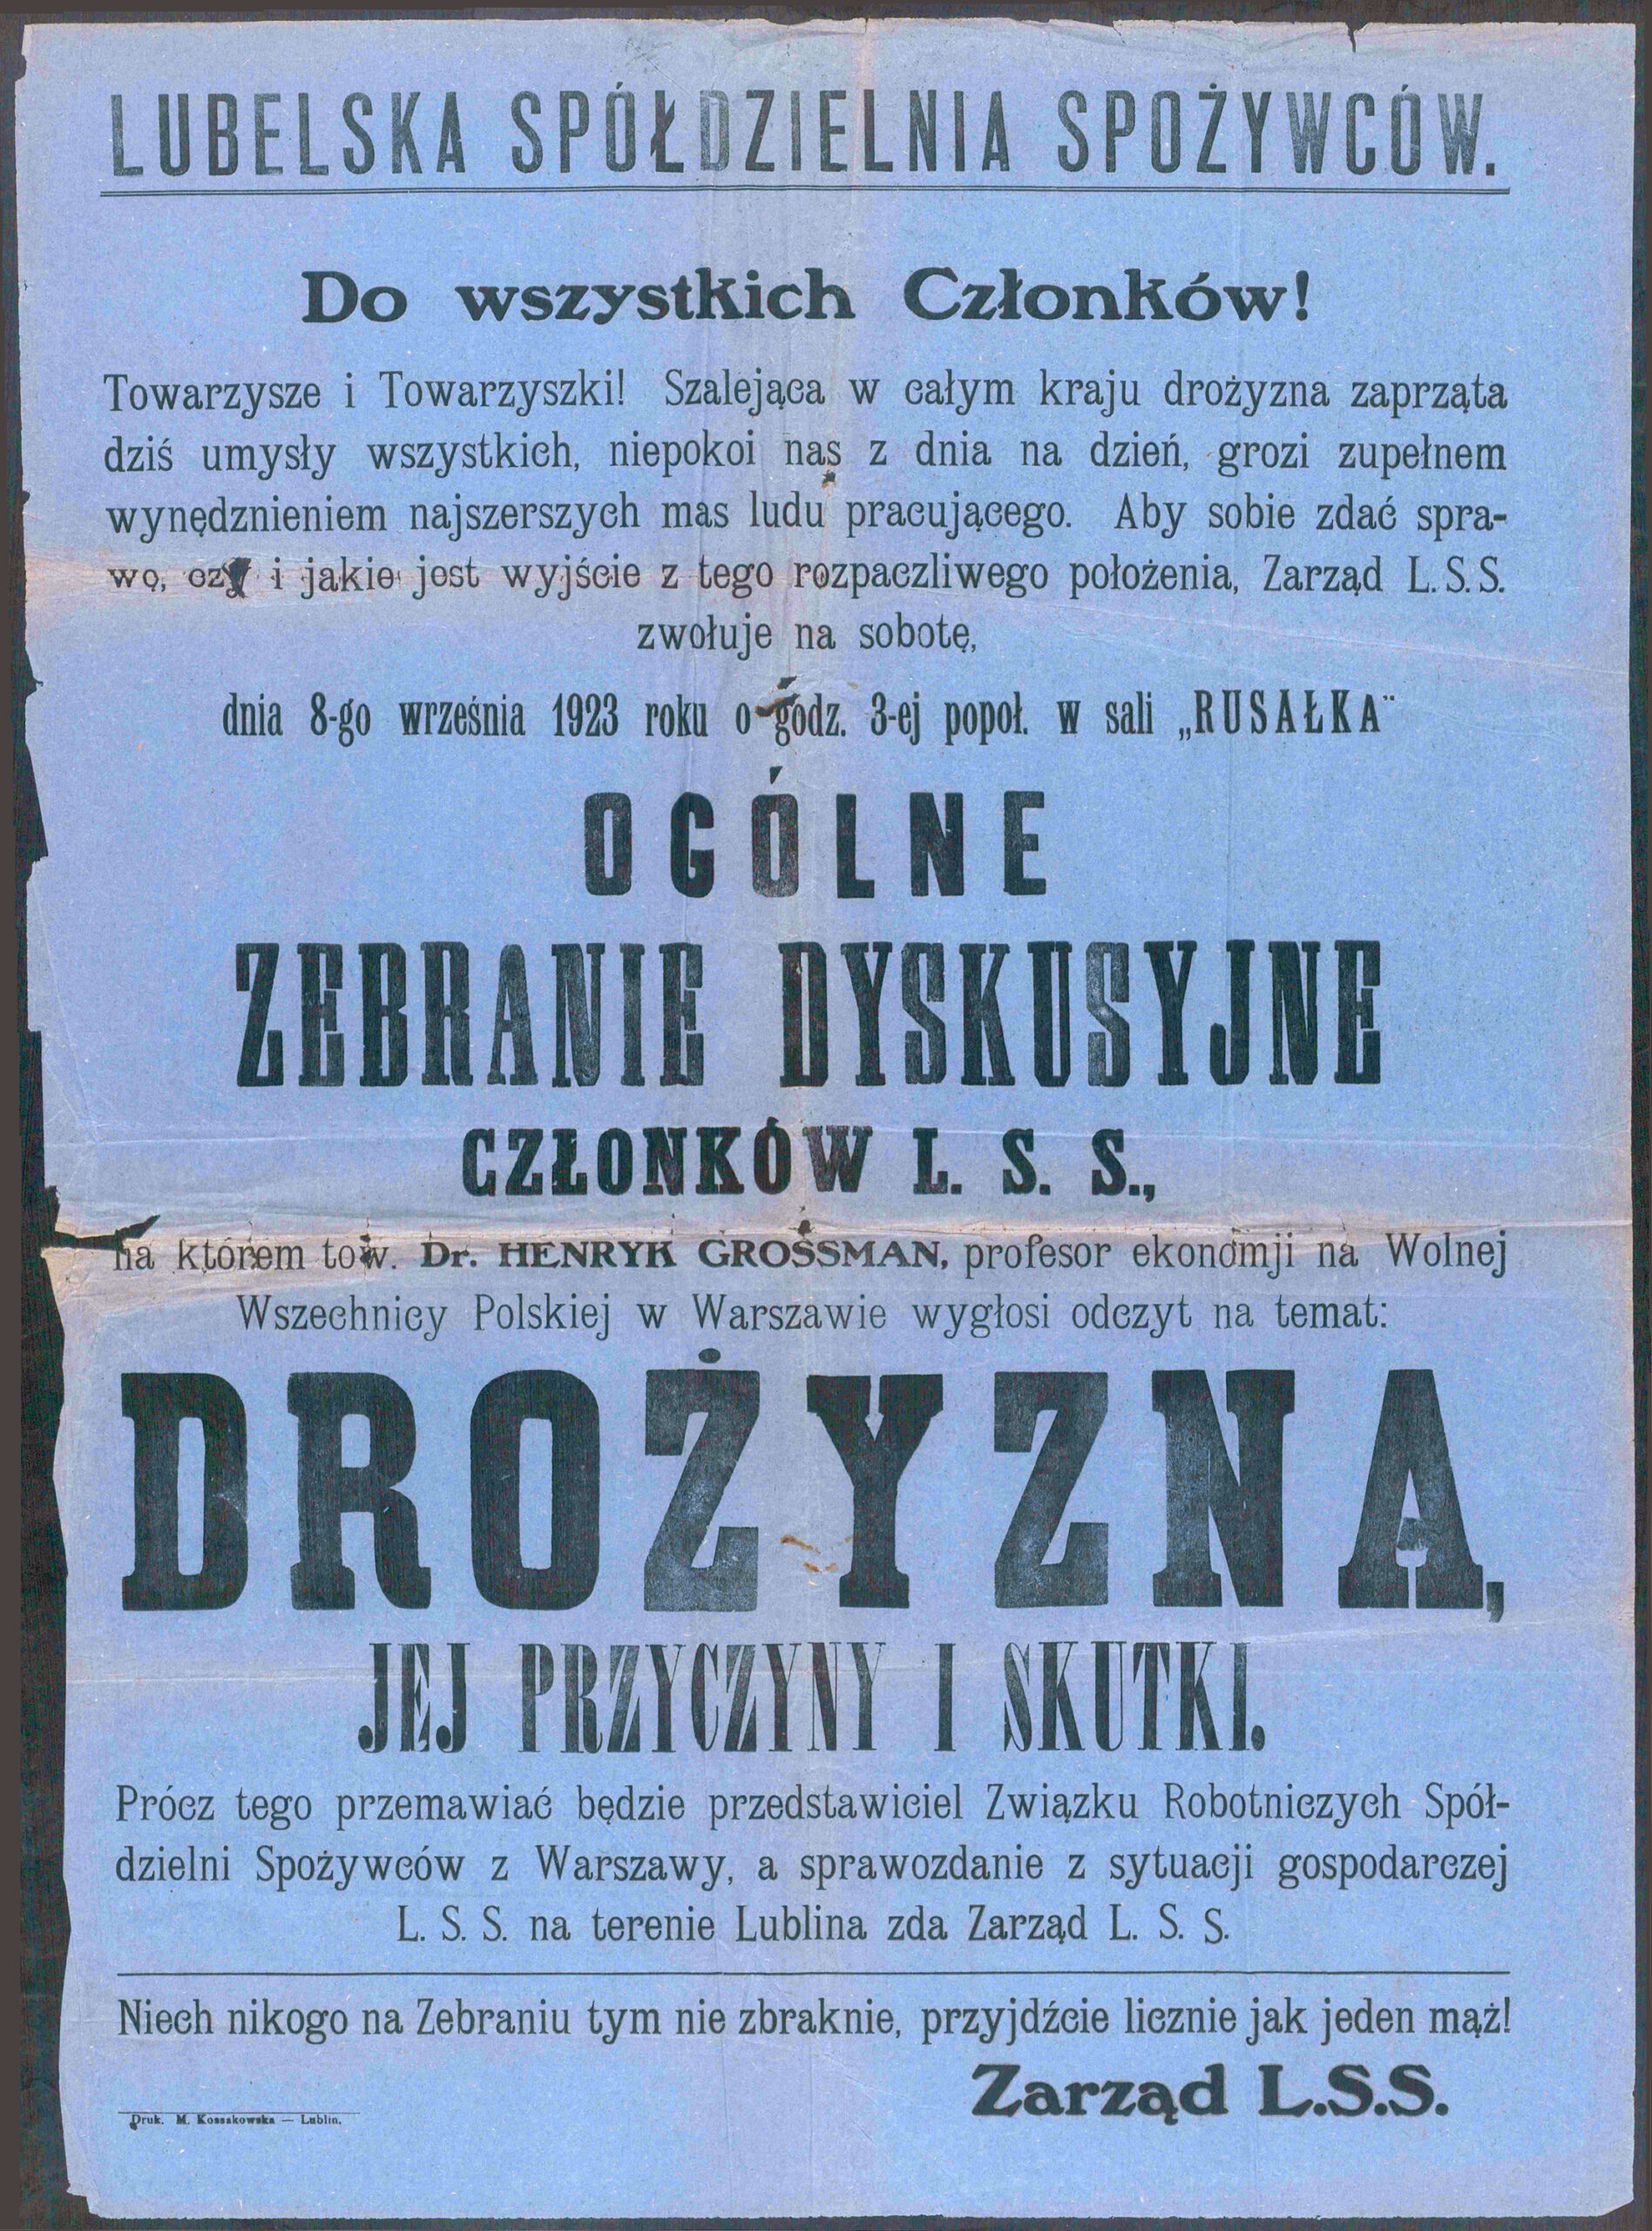 LUBELSKA SPÓŁDZIELNIA SPOŻYWCÓW.
Do wszystkich Członków!
Towarzysze i Towarzyszki! Szalejąca w całym kraju drożyzna zaprząta
dziś umysły wszystkich, niepokoi nas z dnia na dzień, grozi zupełnem
wynędznieniem najszerszych mas ludu pracującego. Aby sobie zdać spra-
wę, czy i jakie jest wyjście z tego rozpaczliwego położenia, Zarząd L. S. S.
zwołuje na sobotę,
dnia 8-go września 1923 roku o godz. 3-ej popoł. w sali „RUSAŁKA"
OGÓLNE
ZEBRANIE DYSKUSYJNE
CZŁONKÓW L. S. S.,
na którem tow. Dr. HENRYK GROSSMAN, profesor ekonomji na Wolnej
Wszechnicy Polskiej w Warszawie wygłosi odczyt na temat:
DROŻYZNA,
JEJ PRZYCZYNY I SKUTKI.
Prócz tego przemawiać będzie przedstawiciel Związku Robotniczych Spół-
dzielni Spożywców z Warszawy, a sprawozdanie z sytuacji gospodarczej
L. S. S. na terenie Lublina zda Zarząd L. S. S.
Niech nikogo na Zebraniu tym nie zbraknie, przyjdźcie licznie jak jeden mąż!
Zarząd L.S.S.
Druk. M. Kossakowska — Lublin.